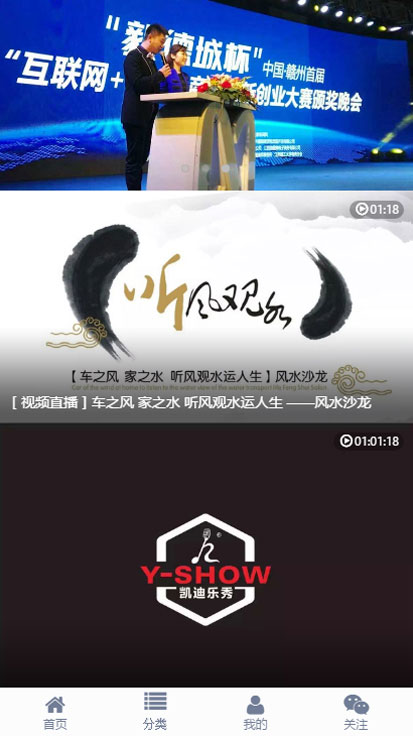 "毅德城杯"
中国·赣州首届
"互联网+
创业大赛颁奖晚会
01:18
听风观水
【车之风 家之水 听风观水运人生】风水沙龙
[ 视频直播 ] 车之风 家之水 听风观水运人生 ——风水沙龙
01:01:18
Y-SHOW
凯迪乐秀
首页
分类
我的
关注